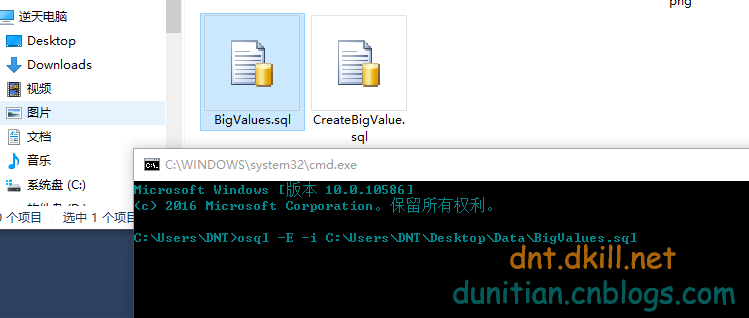 png
逆天电脑
Desktop
Downloads
视频
图片
文档
音乐
系统盘 (C:)
个项目
选中 1 个项目
BigValues.sql
CreateBigValue.
sql
C:\WINDOWS\system32\cmd.exe
Microsoft Windows [版本 10.0.10586]
(c) 2016 Microsoft Corporation。保留所有权利。
C:\Users\DNT>osql -E -i C:\Users\DNT\Desktop\Data\BigValues.sql
dnt.dkill.net
dunitian.cnblogs.com